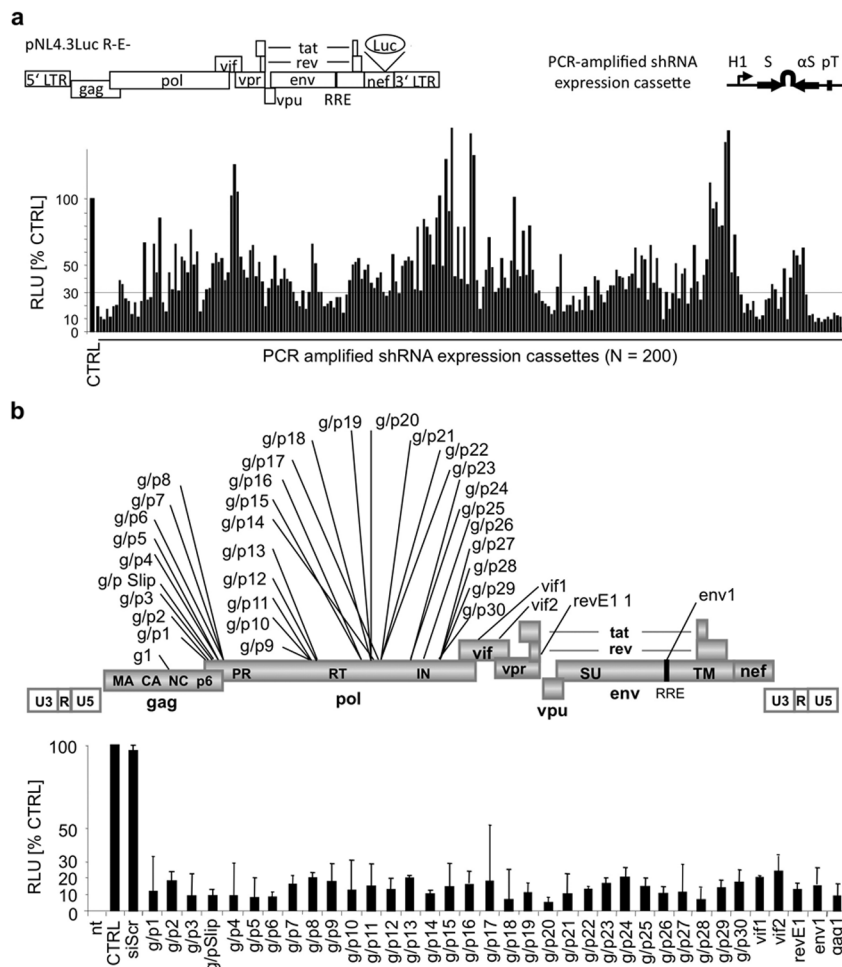 a
pNL4.3Luc R-E-
tat
rev
Luc
vif
5' LTR
gag
pol
vpr
vpu
env
RRE
nef
3' LTR
PCR-amplified shRNA
expression cassette
H1 S αS pT
RLU [% CTRL]
100
50
30
10
0
CTRL
PCR amplified shRNA expression cassettes (N = 200)
b
g/p8
g/p7
g/p6
g/p5
g/p4
g/p Slip
g/p3
g/p2
g/p1
g1
g/p19
g/p20
g/p18
g/p21
g/p17
g/p22
g/p16
g/p23
g/p15
g/p24
g/p14
g/p25
g/p13
g/p26
g/p12
g/p27
g/p11
g/p28
g/p10
g/p29
g/p9
g/p30
vif1
vif2
revE1 1
env1
tat
rev
vif
vpr
MA CA NC p6
PR
RT
IN
SU
TM
nef
gag
pol
vpu
env
RRE
U3 R U5
U3 R U5
RLU [% CTRL]
100
50
20
10
0
nt
CTRL
siScr
g/p1
g/p2
g/p3
g/pSlip
g/p4
g/p5
g/p6
g/p7
g/p8
g/p9
g/p10
g/p11
g/p12
g/p13
g/p14
g/p15
g/p16
g/p17
g/p18
g/p19
g/p20
g/p21
g/p22
g/p23
g/p24
g/p25
g/p26
g/p27
g/p28
g/p29
g/p30
vif1
vif2
revE1
env1
gag1